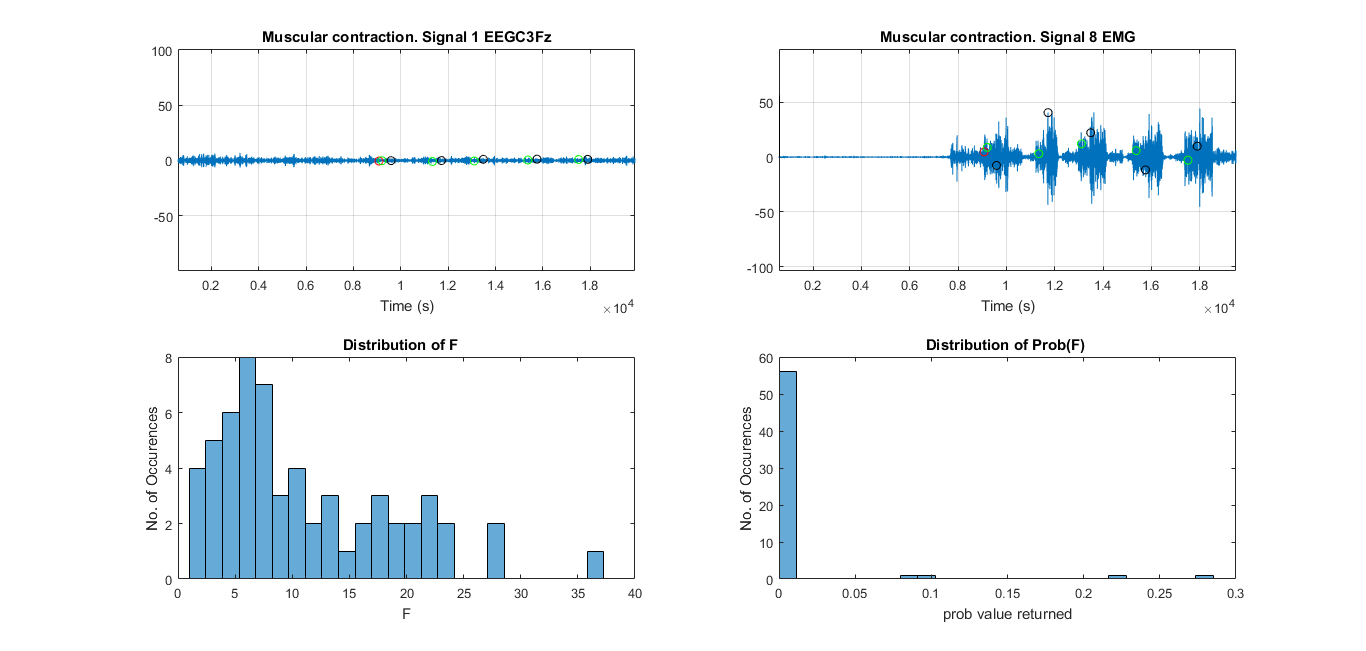 Muscular contraction. Signal 1 EEGC3Fz
100
50
0
-50
0.2 0.4 0.6 0.8 1 1.2 1.4 1.6 1.8
Time (s)
×10^4
Muscular contraction. Signal 8 EMG
50
0
-50
-100
0.2 0.4 0.6 0.8 1 1.2 1.4 1.6 1.8
Time (s)
×10^4
Distribution of F
No. of Occurences
8
6
4
2
0
0 5 10 15 20 25 30 35 40
F
Distribution of Prob(F)
No. of Occurences
60
50
40
30
20
10
0
0 0.05 0.1 0.15 0.2 0.25 0.3
prob value returned